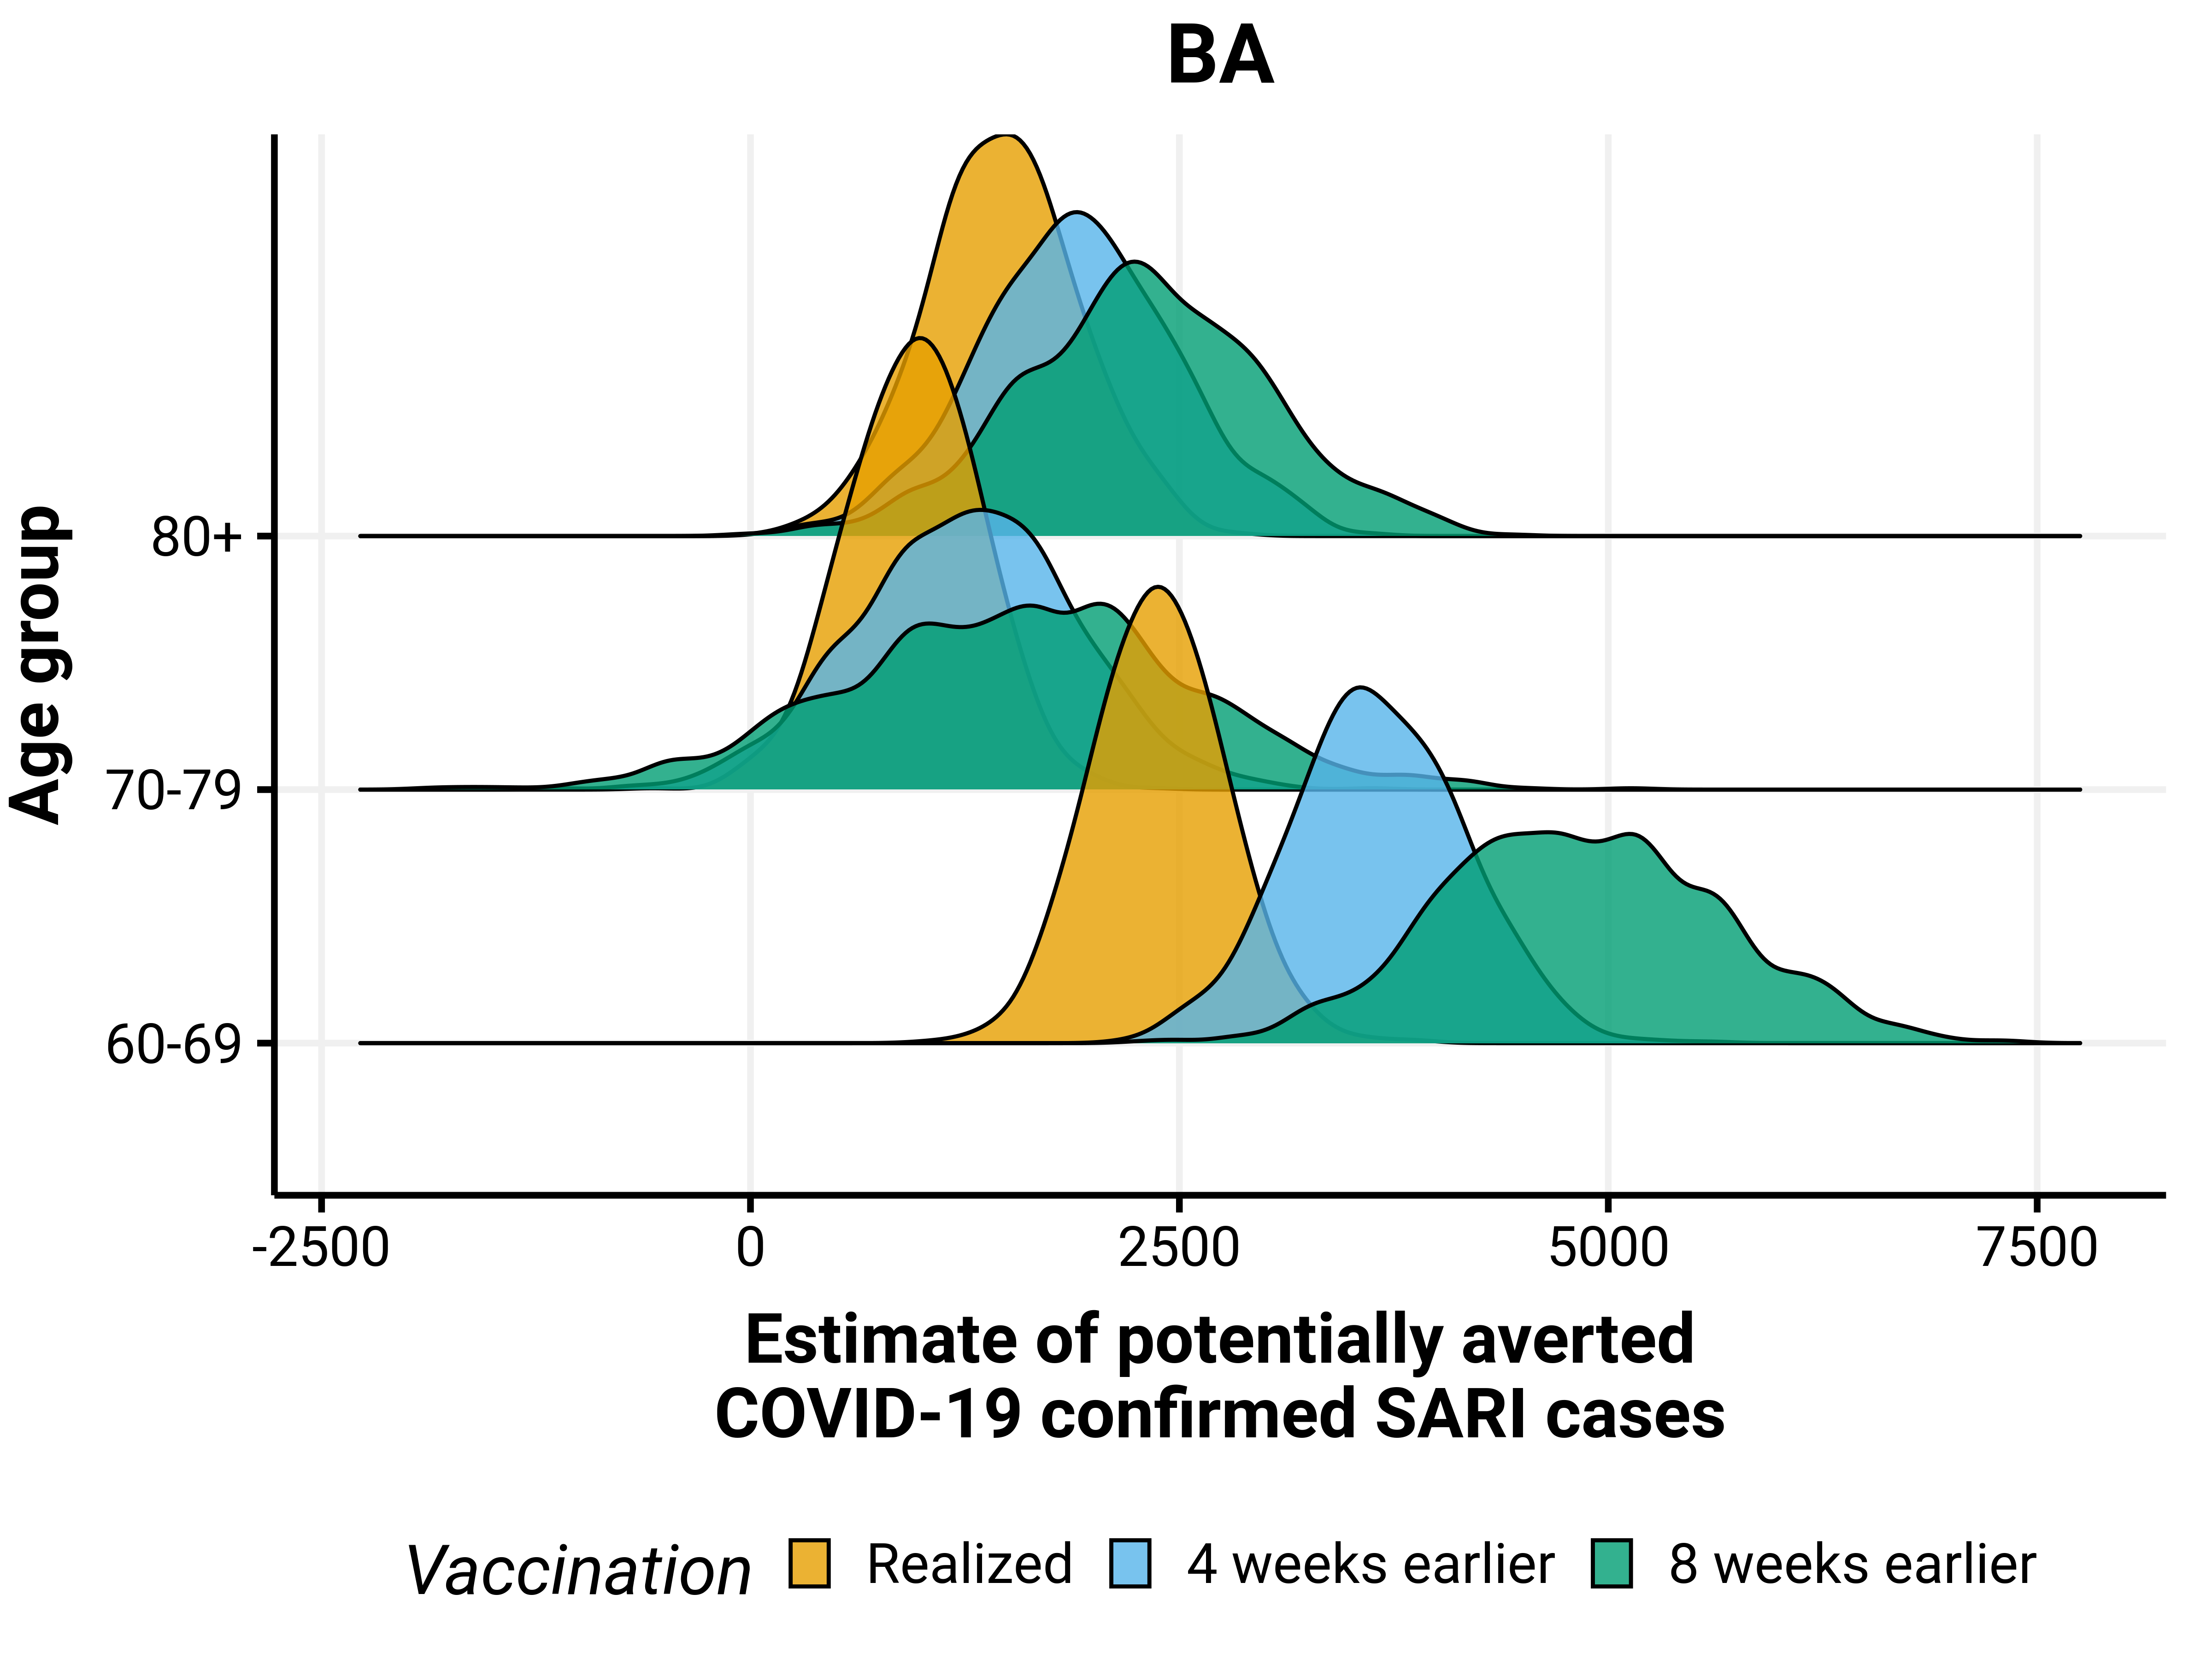 BA
Age group
80+
70-79
60-69
-2500 0 2500 5000 7500
Estimate of potentially averted
COVID-19 confirmed SARI cases
Vaccination Realized 4 weeks earlier 8 weeks earlier